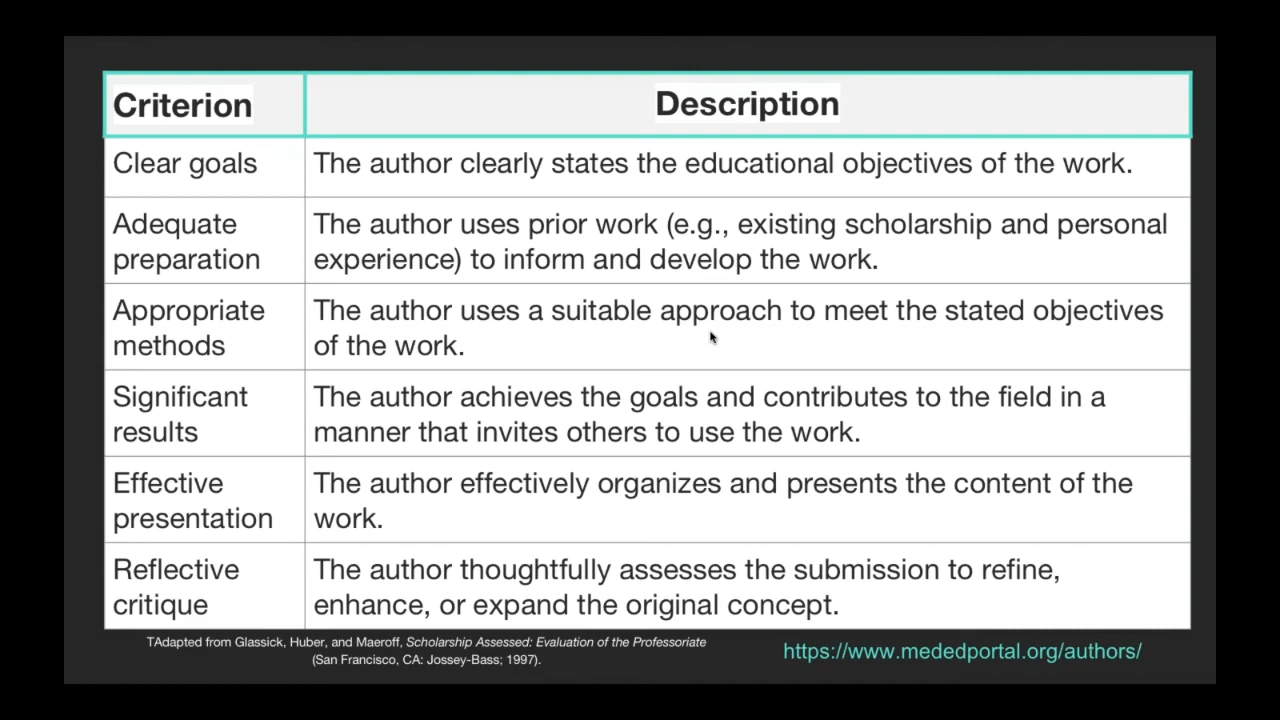 Criterion
Description
Clear goals
The author clearly states the educational objectives of the work.
Adequate
preparation
The author uses prior work (e.g., existing scholarship and personal
experience) to inform and develop the work.
Appropriate
methods
The author uses a suitable approach to meet the stated objectives
of the work.
Significant
results
The author achieves the goals and contributes to the field in a
manner that invites others to use the work.
Effective
presentation
The author effectively organizes and presents the content of the
work.
Reflective
critique
The author thoughtfully assesses the submission to refine,
enhance, or expand the original concept.
TAdapted from Glassick, Huber, and Maeroff, Scholarship Assessed: Evaluation of the Professoriate
(San Francisco, CA: Jossey-Bass; 1997).
https://www.mededportal.org/authors/